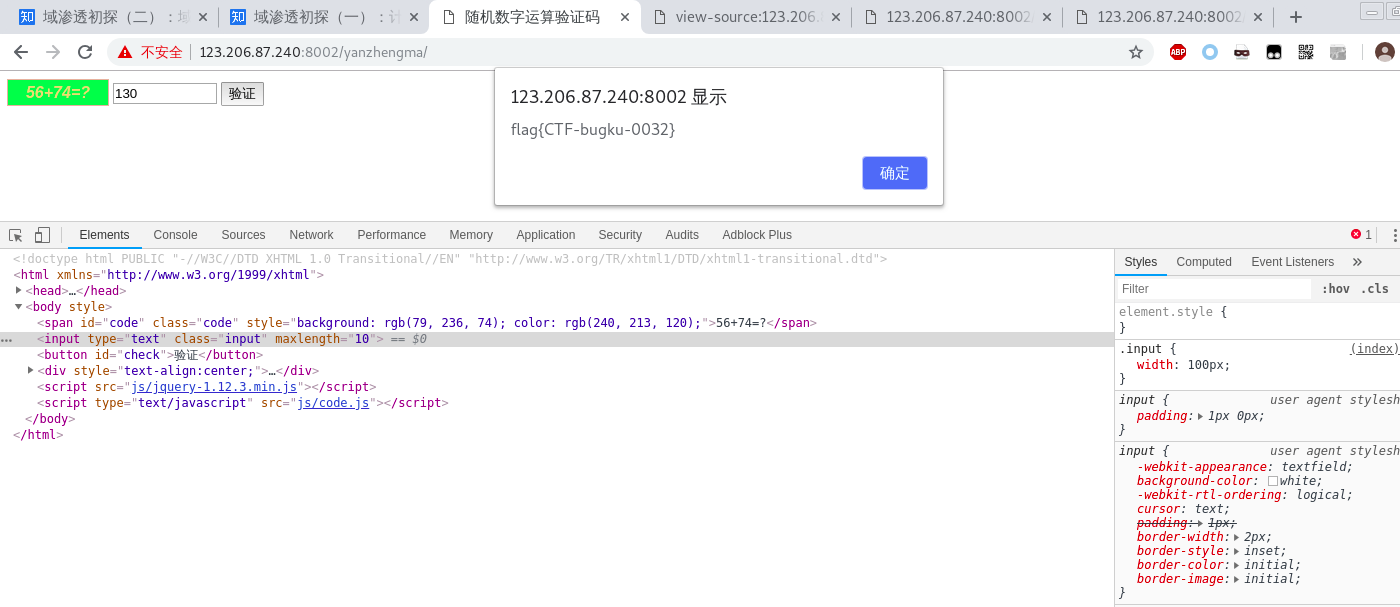 域渗透初探（二）：域
域渗透初探（一）：计
随机数字运算验证码
view-source:123.206.8
123.206.87.240:8002
123.206.87.240:8002
不安全
123.206.87.240:8002/yanzhengma/
56+74=?
130
验证
123.206.87.240:8002 显示
flag{CTF-bugku-0032}
确定
Elements Console Sources Network Performance Memory Application Security Audits Adblock Plus 1
<!doctype html PUBLIC "-//W3C//DTD XHTML 1.0 Transitional//EN" "http://www.w3.org/TR/xhtml1/DTD/xhtml1-transitional.dtd">
<html xmlns="http://www.w3.org/1999/xhtml">
<head>…</head>
<body style>
<span id="code" class="code" style="background: rgb(79, 236, 74); color: rgb(240, 213, 120);">56+74=?</span>
<input type="text" class="input" maxlength="10"> == $0
<button id="check">验证</button>
<div style="text-align:center;">…</div>
<script src="js/jquery-1.12.3.min.js"></script>
<script type="text/javascript" src="js/code.js"></script>
</body>
</html>
Styles Computed Event Listeners »
Filter :hov .cls
element.style {
}
.input { (index)
width: 100px;
}
input { user agent stylesh
padding: 1px 0px;
}
input { user agent stylesh
-webkit-appearance: textfield;
background-color: white;
-webkit-rtl-ordering: logical;
cursor: text;
padding: 1px;
border-width: 2px;
border-style: inset;
border-color: initial;
border-image: initial;
}